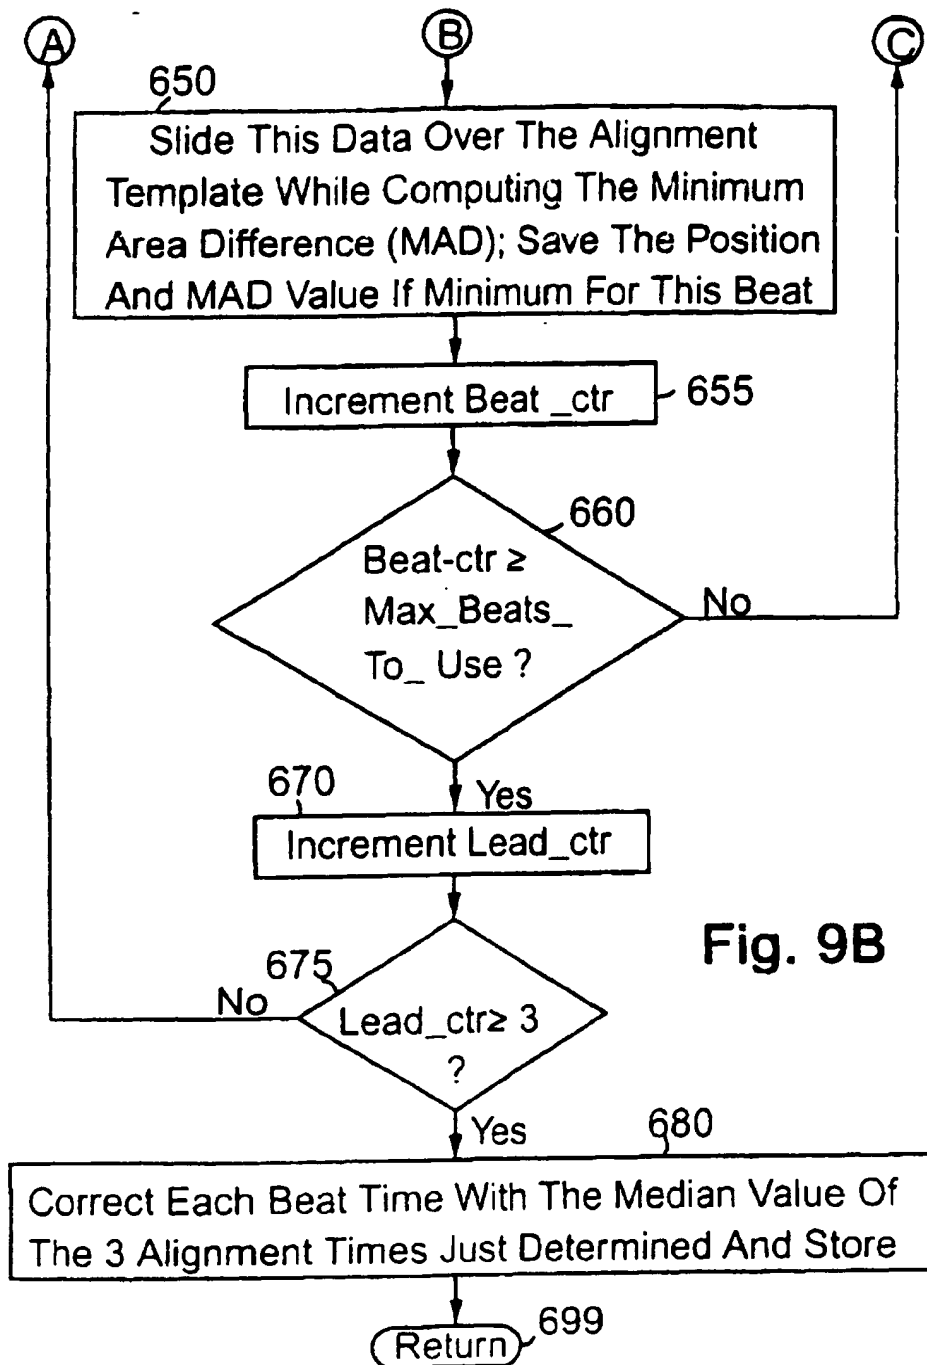 A
B
C
650
Slide This Data Over The Alignment
Template While Computing The Minimum
Area Difference (MAD); Save The Position
And MAD Value If Minimum For This Beat
Increment Beat _ctr
655
660
Beat-ctr ≥
Max_Beats_
To_ Use ?
No
Yes
670
Increment Lead_ctr
Fig. 9B
675
No
Lead_ctr≥ 3
?
Yes
680
Correct Each Beat Time With The Median Value Of
The 3 Alignment Times Just Determined And Store
Return
699